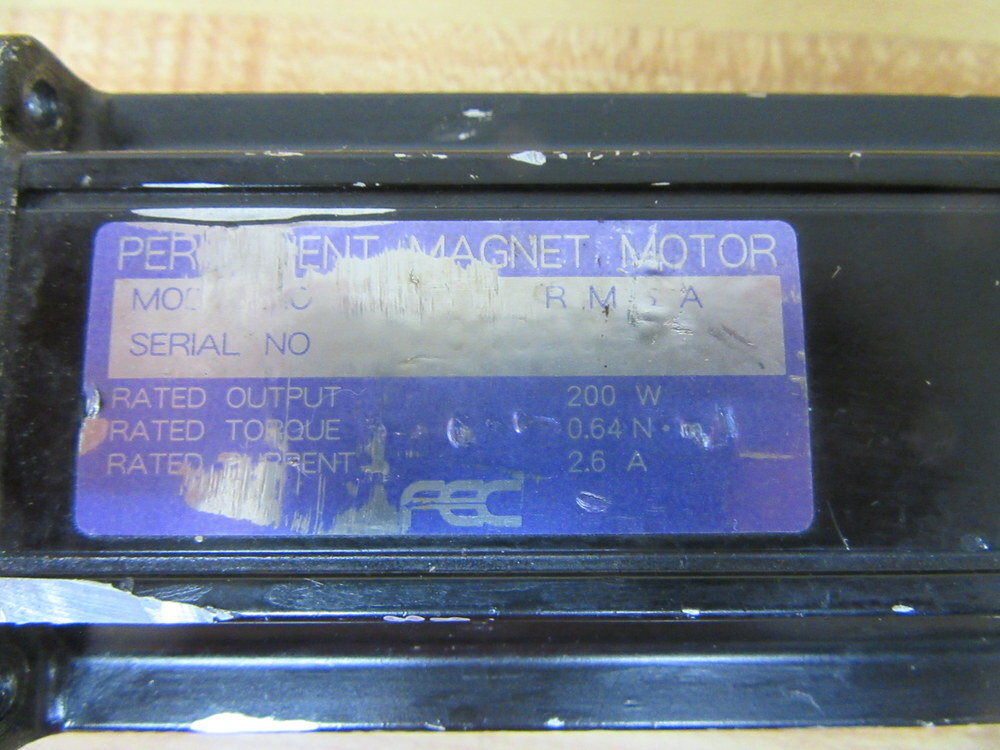 PERMANENT MAGNET MOTOR
SERIAL NO
RATED OUTPUT 200 W
RATED TORQUE 0.64 N·m
RATED CURRENT 2.6 A
FEC